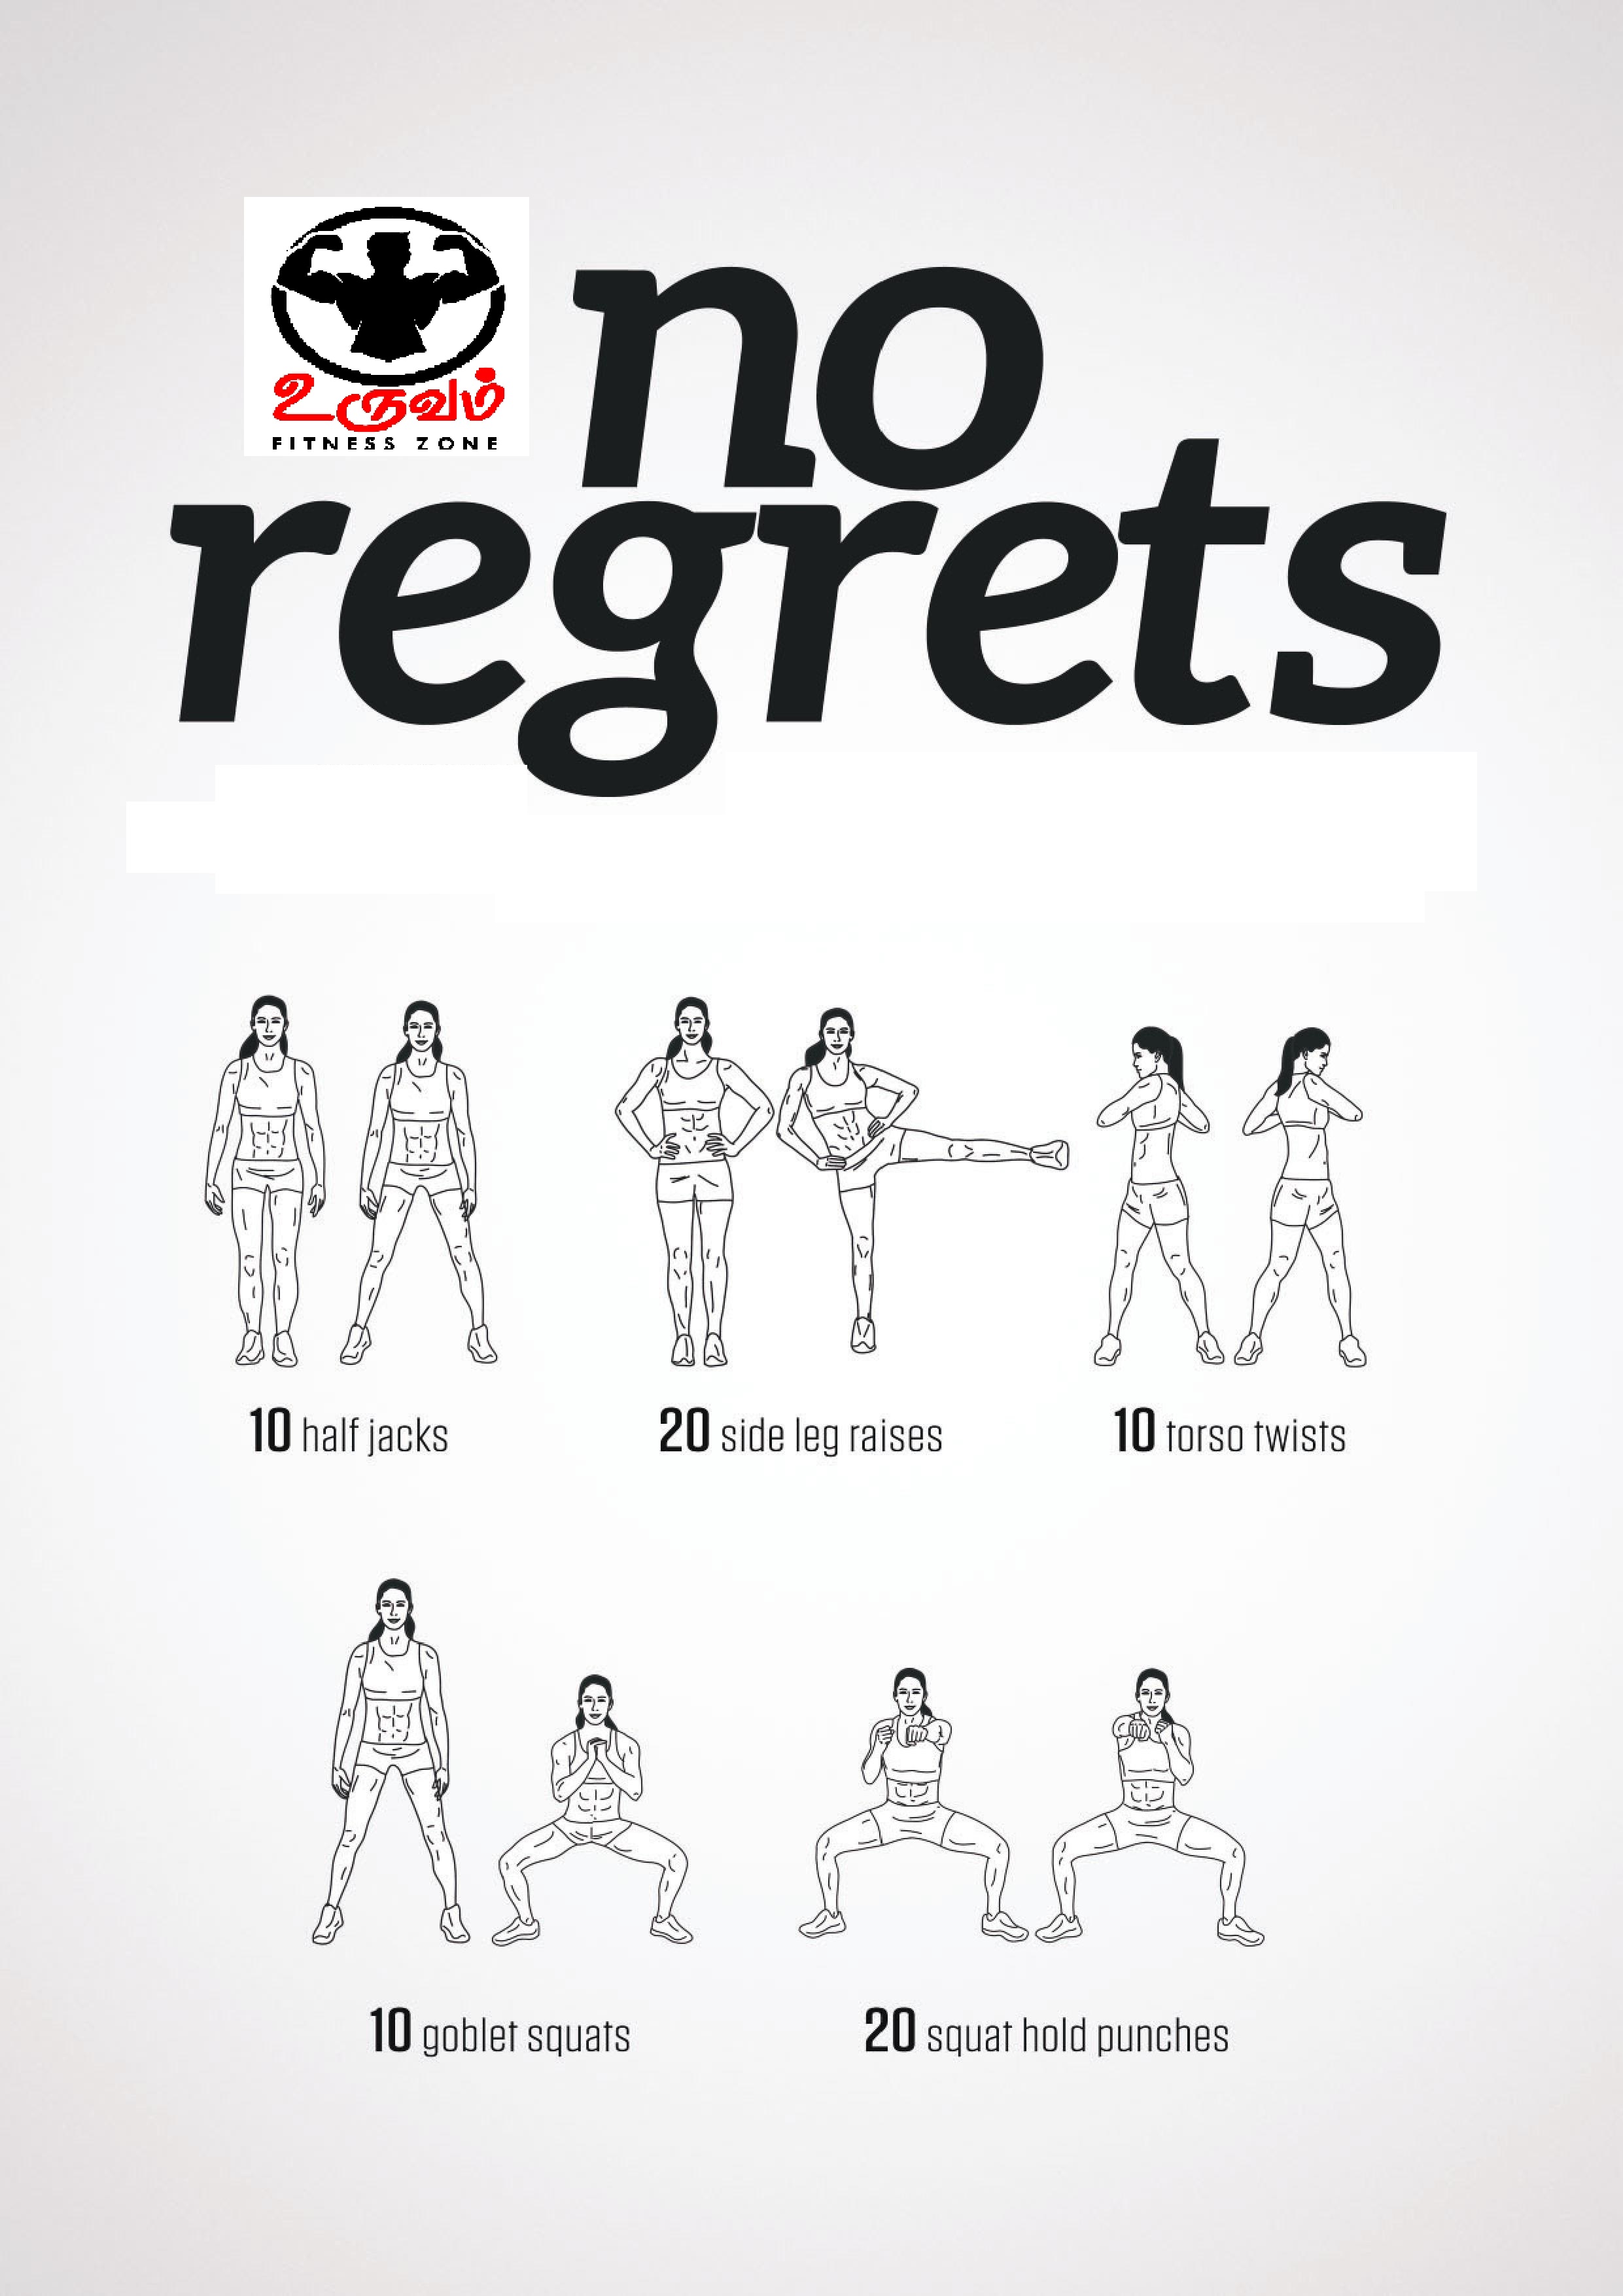 உருவம்
FITNESS ZONE
no
regrets
10 half jacks
20 side leg raises
10 torso twists
10 goblet squats
20 squat hold punches